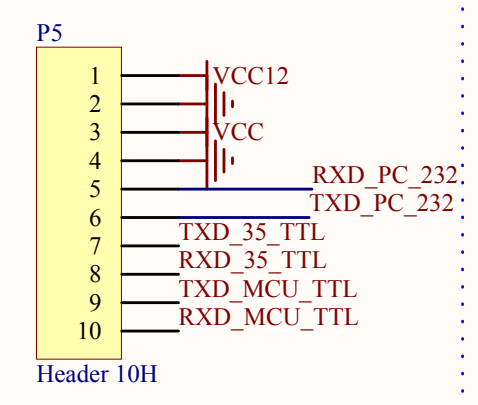 P5
1 VCC12
2
3 VCC
4
5 RXD_PC_232
6 TXD_PC_232
7 TXD_35_TTL
8 RXD_35_TTL
9 TXD_MCU_TTL
10 RXD_MCU_TTL
Header 10H